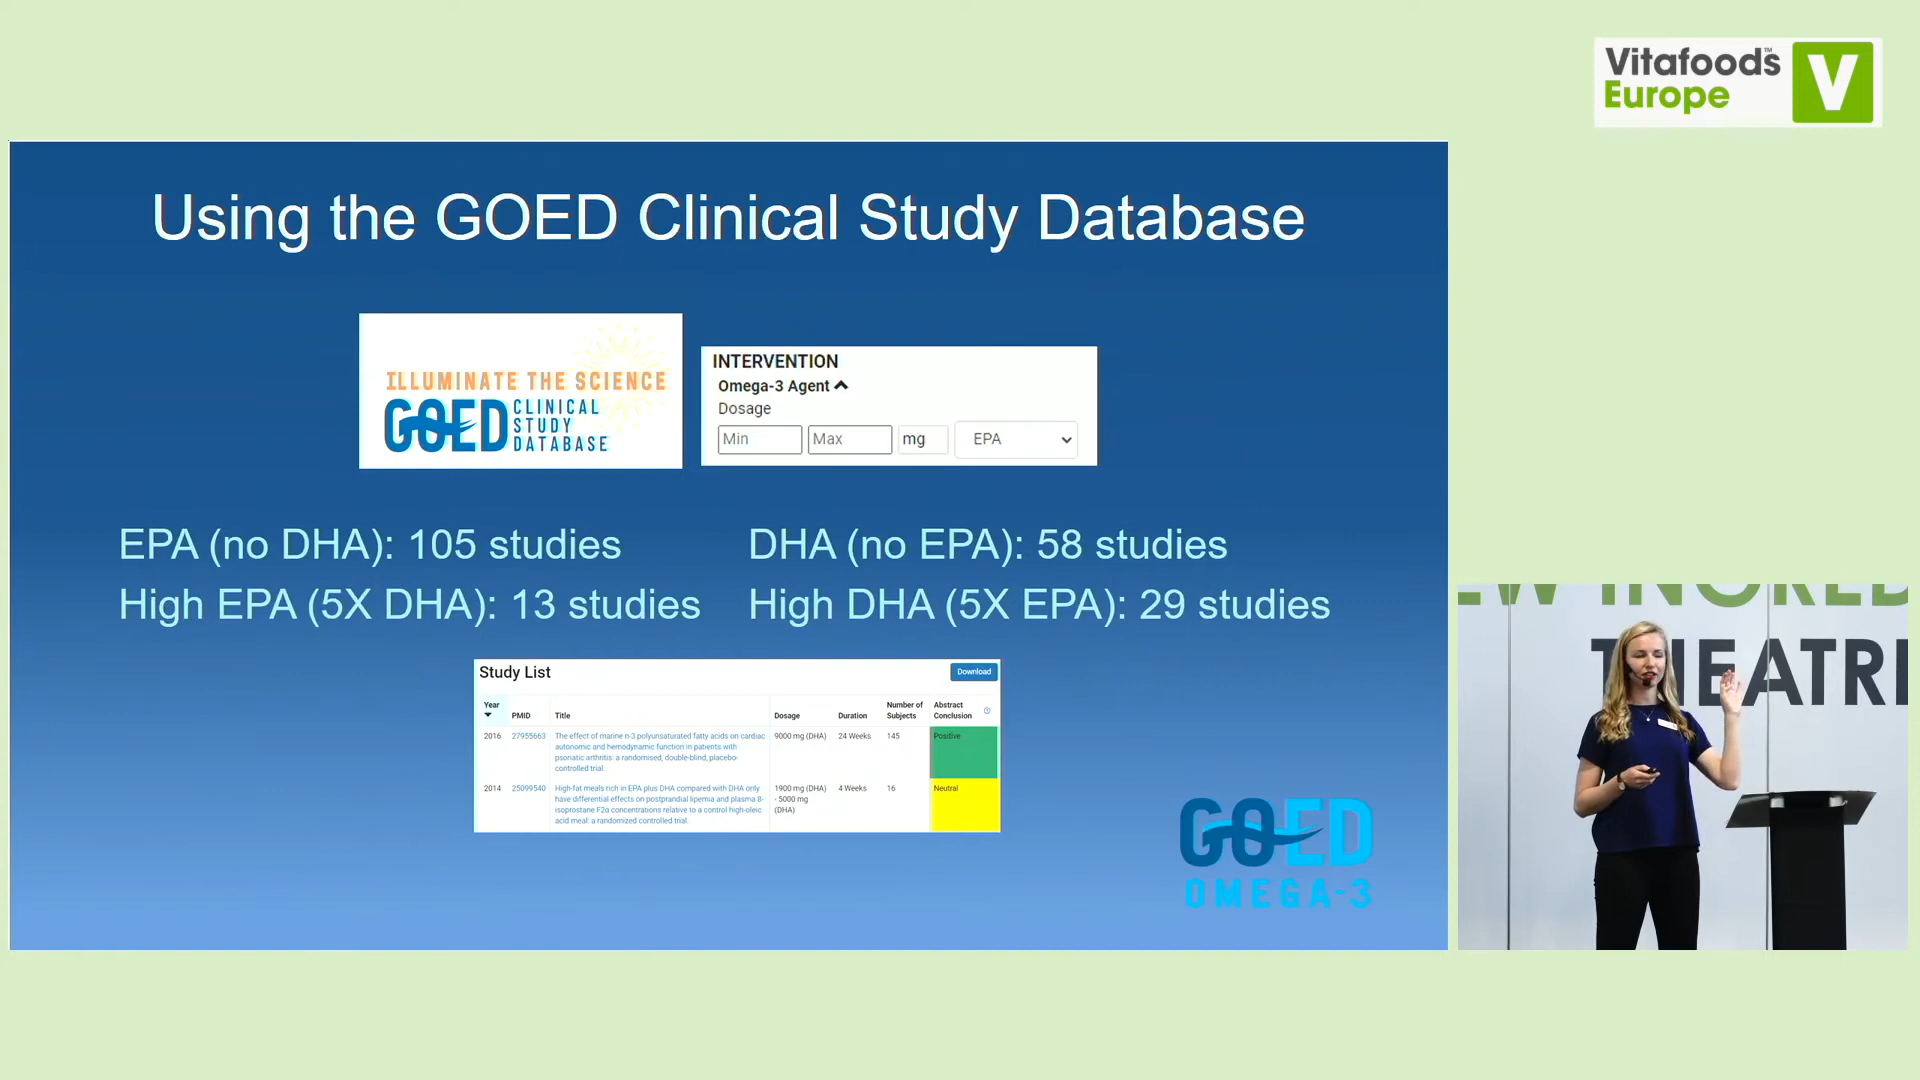 Vitafoods™
Europe
V
Using the GOED Clinical Study Database
ILLUMINATE THE SCIENCE
GOED CLINICAL
STUDY
DATABASE
INTERVENTION
Omega-3 Agent
Dosage
Min Max mg EPA
EPA (no DHA): 105 studies
DHA (no EPA): 58 studies
High EPA (5X DHA): 13 studies
High DHA (5X EPA): 29 studies
Study List
Download
Year PMID Title Dosage Duration Number of Subjects Abstract Conclusion
2016 27955663 The effect of marine n-3 polyunsaturated fatty acids on cardiac 9000 mg (DHA) 24 Weeks 145 Positive
autonomic and hemodynamic function in patients with
psoriatic arthritis: a randomised, double-blind, placebo-
controlled trial.
2014 25099540 High-fat meals rich in EPA plus DHA compared with DHA only 1900 mg (DHA) 4 Weeks 16 Neutral
have differential effects on postprandial lipemia and plasma 8- - 5000 mg
isoprostane F2α concentrations relative to a control high-oleic (DHA)
acid meal: a randomized controlled trial.
GOED
OMEGA-3
EW INGRED
THEATRE